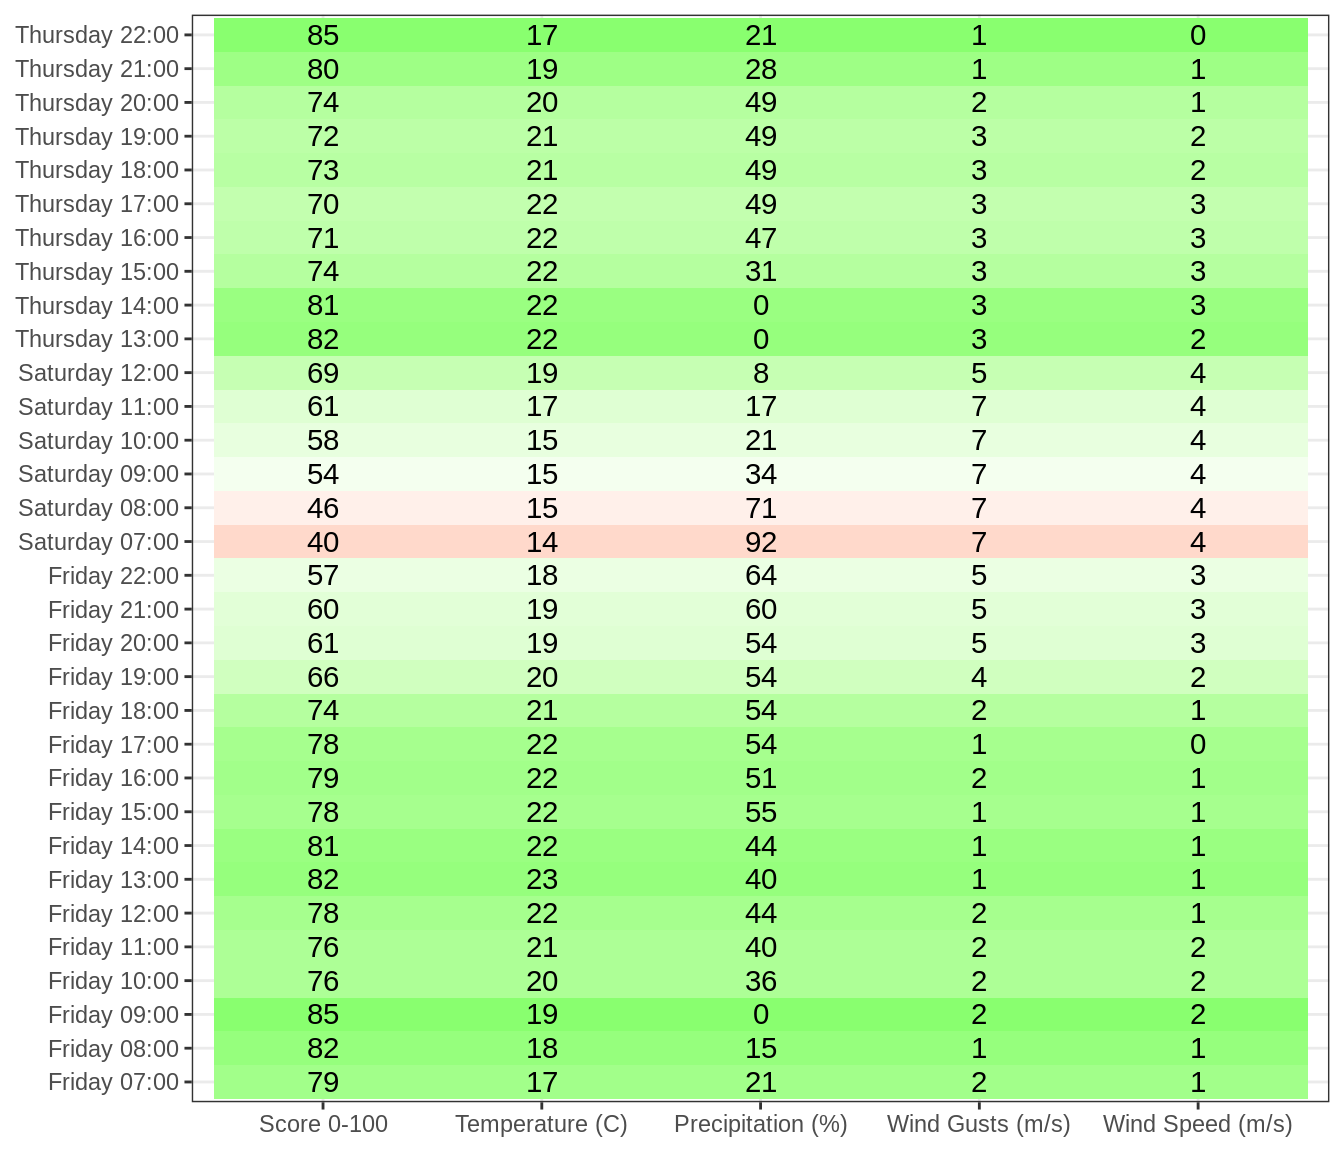 Thursday 22:00 85 17 21 1 0
Thursday 21:00 80 19 28 1 1
Thursday 20:00 74 20 49 2 1
Thursday 19:00 72 21 49 3 2
Thursday 18:00 73 21 49 3 2
Thursday 17:00 70 22 49 3 3
Thursday 16:00 71 22 47 3 3
Thursday 15:00 74 22 31 3 3
Thursday 14:00 81 22 0 3 3
Thursday 13:00 82 22 0 3 2
Saturday 12:00 69 19 8 5 4
Saturday 11:00 61 17 17 7 4
Saturday 10:00 58 15 21 7 4
Saturday 09:00 54 15 34 7 4
Saturday 08:00 46 15 71 7 4
Saturday 07:00 40 14 92 7 4
Friday 22:00 57 18 64 5 3
Friday 21:00 60 19 60 5 3
Friday 20:00 61 19 54 5 3
Friday 19:00 66 20 54 4 2
Friday 18:00 74 21 54 2 1
Friday 17:00 78 22 54 1 0
Friday 16:00 79 22 51 2 1
Friday 15:00 78 22 55 1 1
Friday 14:00 81 22 44 1 1
Friday 13:00 82 23 40 1 1
Friday 12:00 78 22 44 2 1
Friday 11:00 76 21 40 2 2
Friday 10:00 76 20 36 2 2
Friday 09:00 85 19 0 2 2
Friday 08:00 82 18 15 1 1
Friday 07:00 79 17 21 2 1
Score 0-100 Temperature (C) Precipitation (%) Wind Gusts (m/s) Wind Speed (m/s)